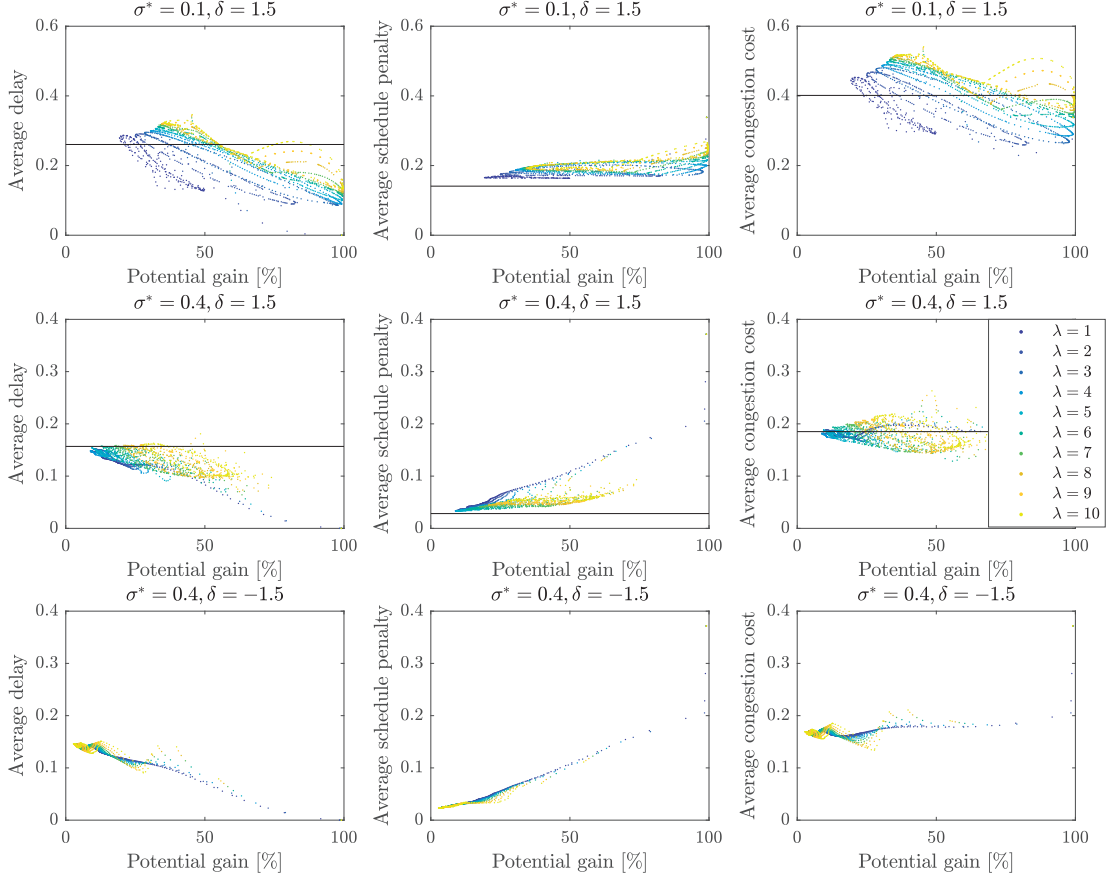 σ* = 0.1, δ = 1.5
σ* = 0.1, δ = 1.5
σ* = 0.1, δ = 1.5
Average delay
0.6
0.4
0.2
0
0
50
100
Potential gain [%]
Average schedule penalty
0.6
0.4
0.2
0
0
50
100
Potential gain [%]
Average congestion cost
0.6
0.4
0.2
0
0
50
100
Potential gain [%]
σ* = 0.4, δ = 1.5
σ* = 0.4, δ = 1.5
σ* = 0.4, δ = 1.5
Average delay
0.4
0.3
0.2
0.1
0
0
50
100
Potential gain [%]
Average schedule penalty
0.4
0.3
0.2
0.1
0
0
50
100
Potential gain [%]
Average congestion cost
0.4
0.3
0.2
0.1
0
0
50
100
Potential gain [%]
λ = 1
λ = 2
λ = 3
λ = 4
λ = 5
λ = 6
λ = 7
λ = 8
λ = 9
λ = 10
σ* = 0.4, δ = −1.5
σ* = 0.4, δ = −1.5
σ* = 0.4, δ = −1.5
Average delay
0.4
0.3
0.2
0.1
0
0
50
100
Potential gain [%]
Average schedule penalty
0.4
0.3
0.2
0.1
0
0
50
100
Potential gain [%]
Average congestion cost
0.4
0.3
0.2
0.1
0
0
50
100
Potential gain [%]